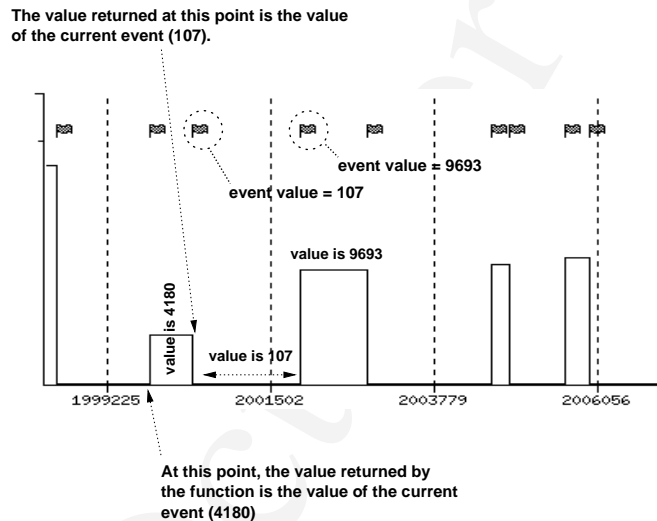 The value returned at this point is the value
of the current event (107).
event value = 9693
event value = 107
value is 9693
value is 4180
value is 107
1999225 2001502 2003779 2006056
At this point, the value returned by
the function is the value of the current
event (4180)